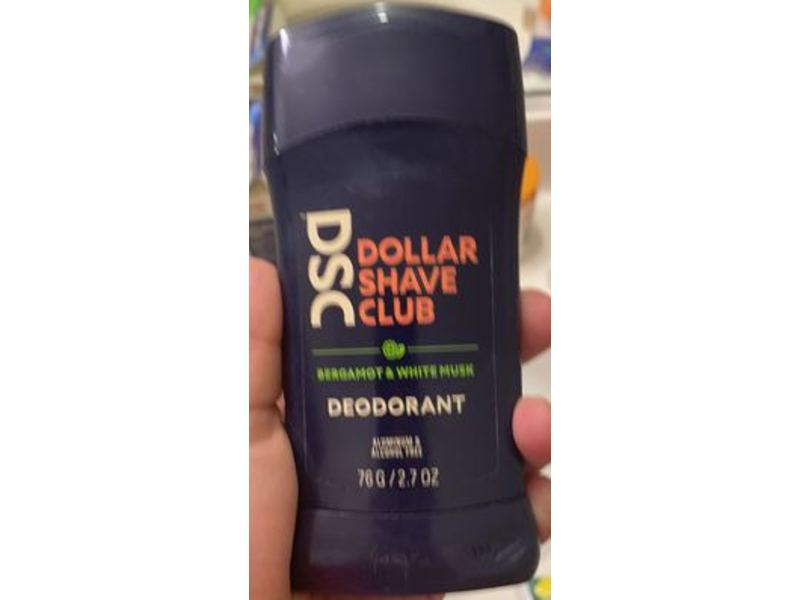 DSC
DOLLAR
SHAVE
CLUB
BERGAMOT & WHITE MUSK
DEODORANT
ALUMINUM &
ALCOHOL FREE
76 G / 2.7 OZ